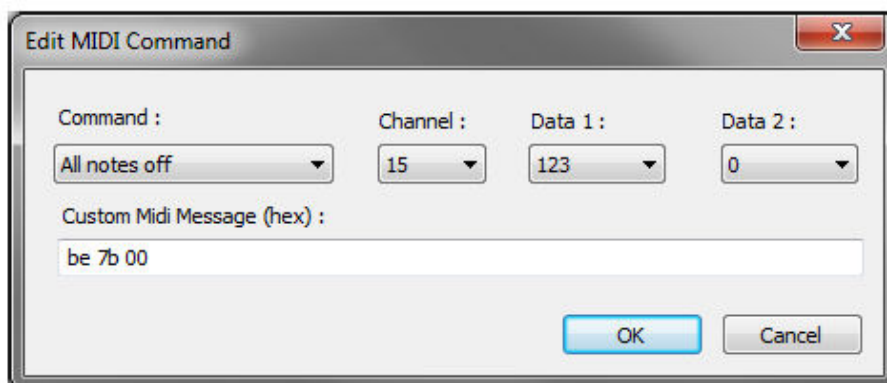 Edit MIDI Command
Command : Channel : Data 1 : Data 2 :
All notes off 15 123 0
Custom Midi Message (hex) :
be 7b 00
OK Cancel